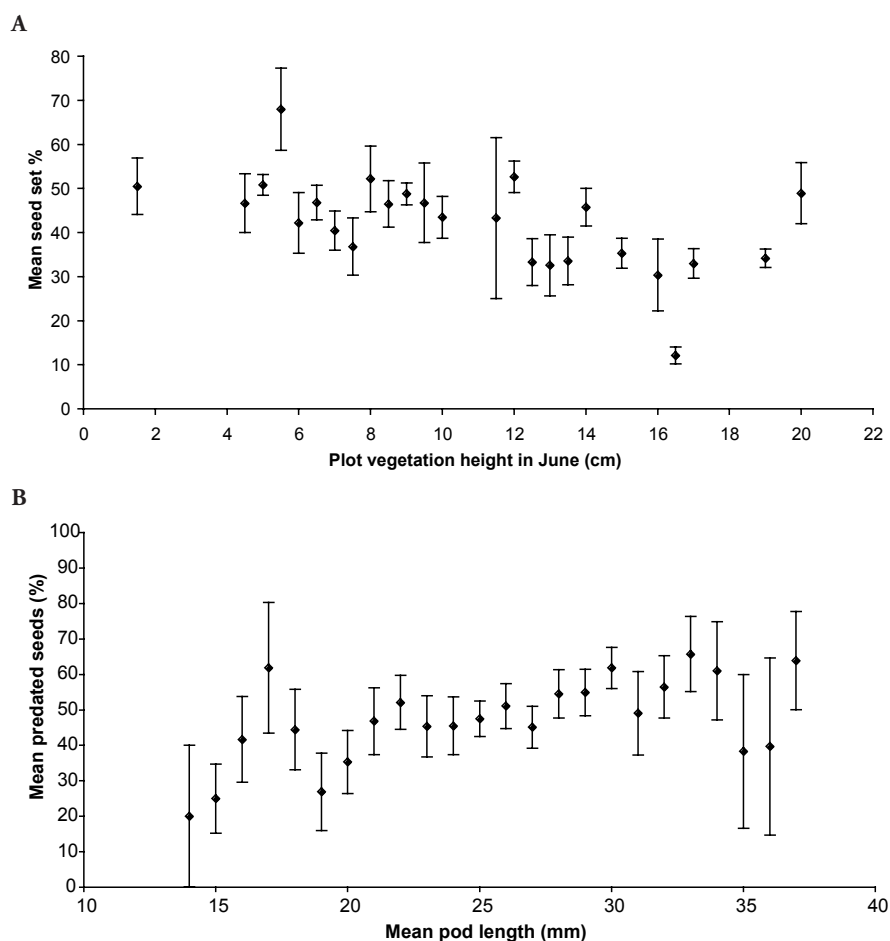 A
80
70
60
50
40
30
20
10
0
Mean seed set %
0 2 4 6 8 10 12 14 16 18 20 22
Plot vegetation height in June (cm)
B
100
90
80
70
60
50
40
30
20
10
0
Mean predated seeds (%)
10 15 20 25 30 35 40
Mean pod length (mm)